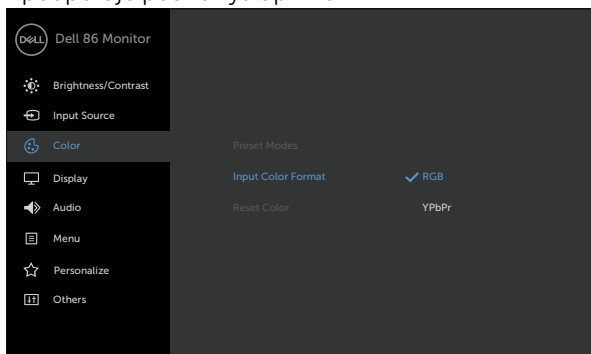 DELL
Dell 86 Monitor
Brightness/Contrast
Input Source
Color
Preset Modes
Display
Input Color Format
RGB
Audio
Reset Color
YPbPr
Menu
Personalize
Others